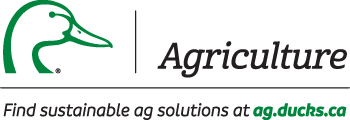 ®
Agriculture
Find sustainable ag solutions at ag.ducks.ca